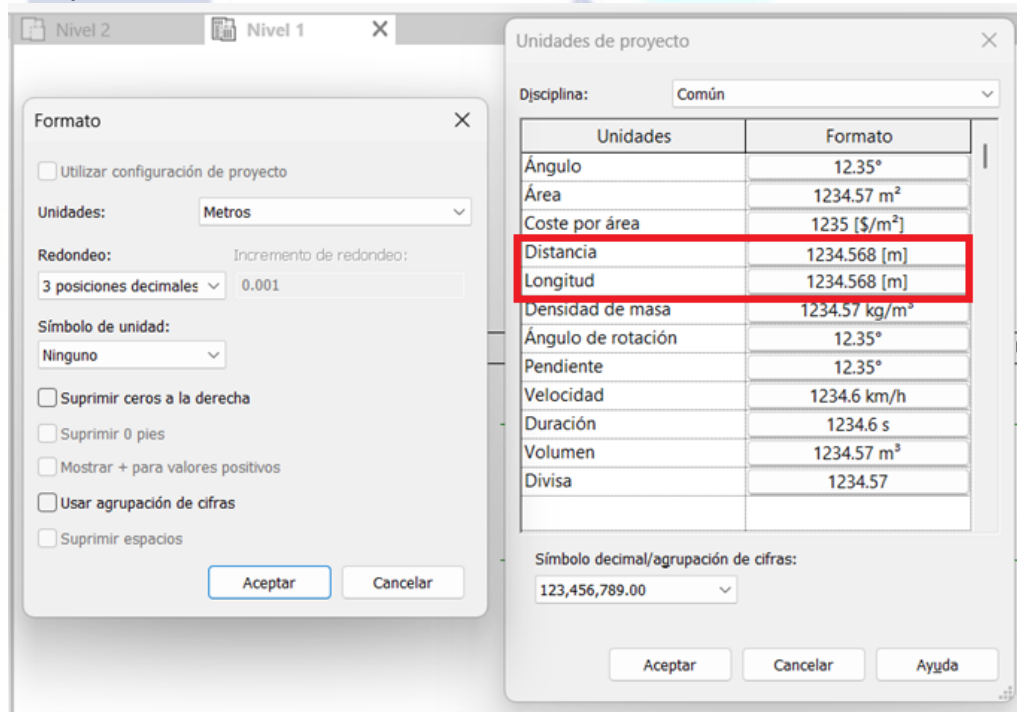 Nivel 2
Nivel 1
Formato
Utilizar configuración de proyecto
Unidades: Metros
Redondeo: Incremento de redondeo:
3 posiciones decimales 0.001
Símbolo de unidad:
Ninguno
Suprimir ceros a la derecha
Suprimir 0 pies
Mostrar + para valores positivos
Usar agrupación de cifras
Suprimir espacios
Aceptar Cancelar
Unidades de proyecto
Disciplina: Común
Unidades Formato
Ángulo 12.35°
Área 1234.57 m²
Coste por área 1235 [$/m²]
Distancia 1234.568 [m]
Longitud 1234.568 [m]
Densidad de masa 1234.57 kg/m³
Ángulo de rotación 12.35°
Pendiente 12.35°
Velocidad 1234.6 km/h
Duración 1234.6 s
Volumen 1234.57 m³
Divisa 1234.57
Símbolo decimal/agrupación de cifras:
123,456,789.00
Aceptar Cancelar Ayuda